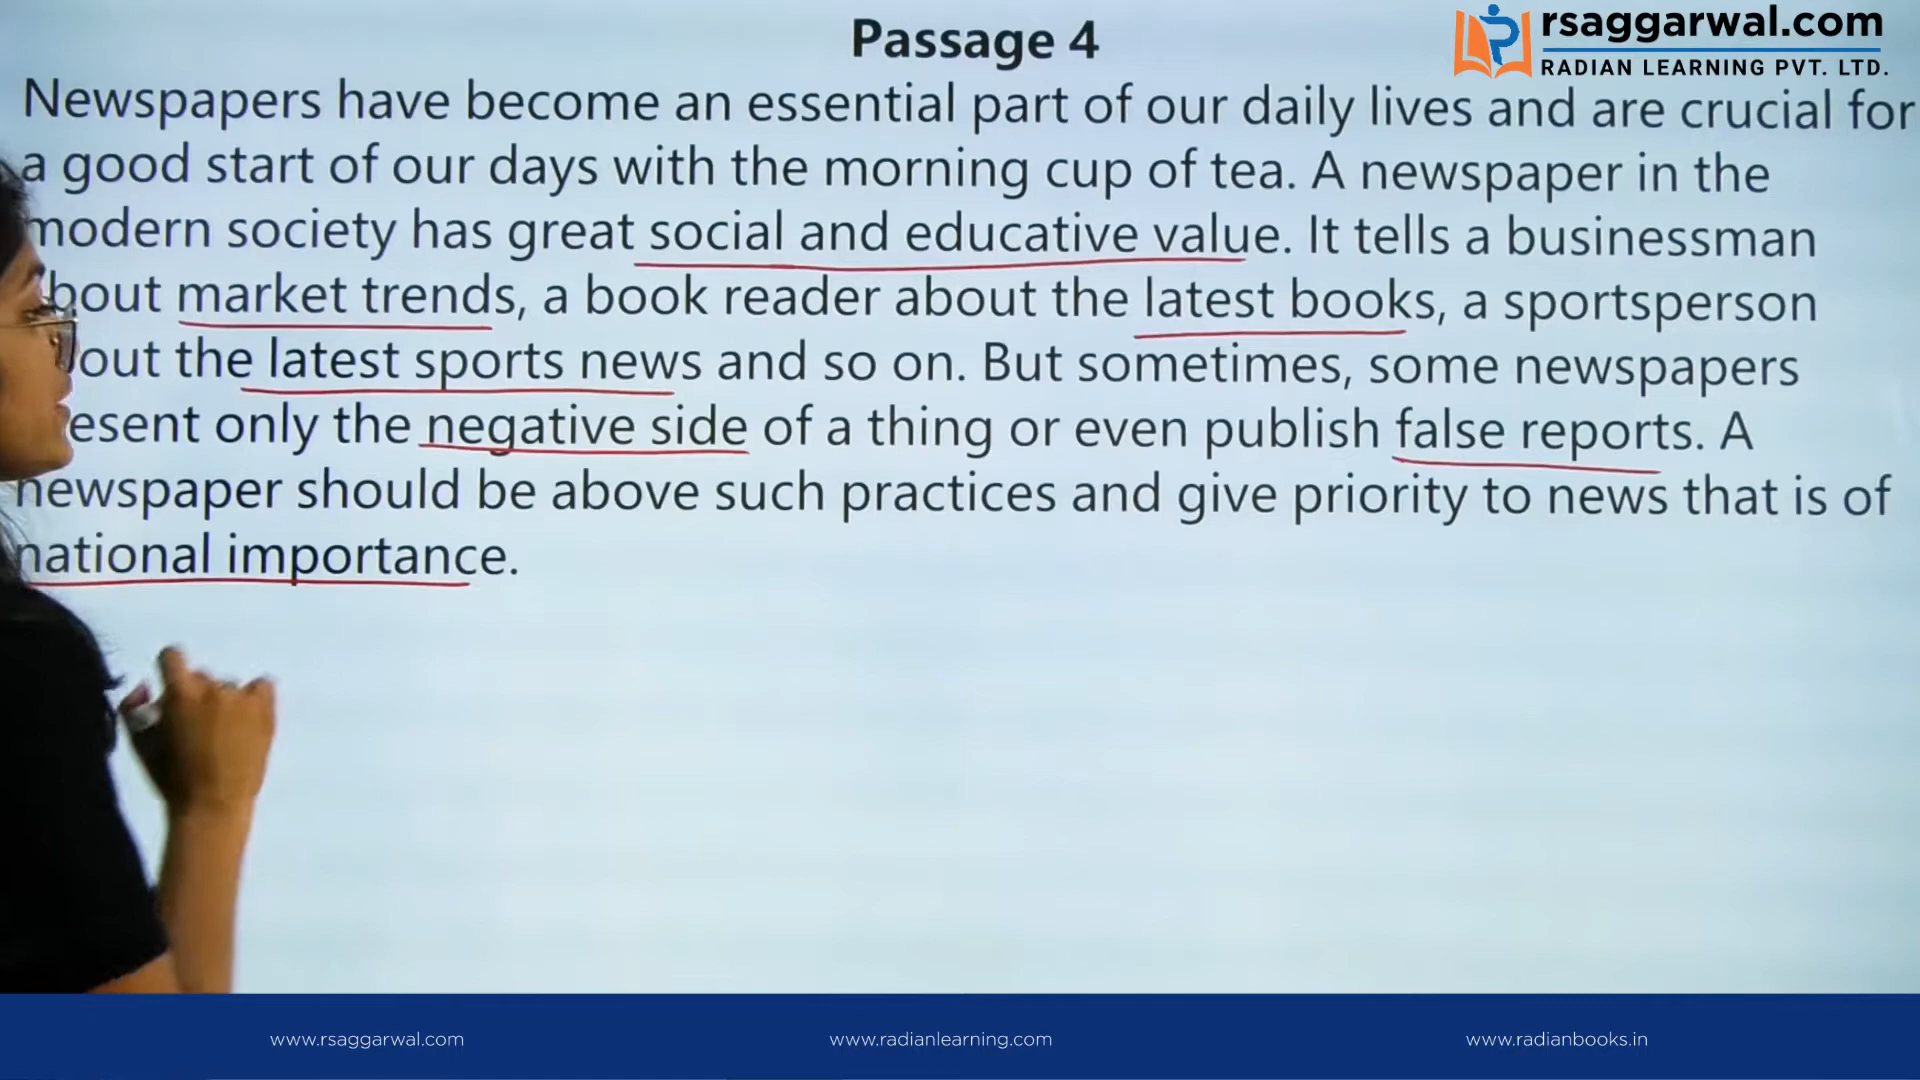 Passage 4
rsaggarwal.com
RADIAN LEARNING PVT. LTD.
Newspapers have become an essential part of our daily lives and are crucial for
a good start of our days with the morning cup of tea. A newspaper in the
modern society has great social and educative value. It tells a businessman
bout market trends, a book reader about the latest books, a sportsperson
out the latest sports news and so on. But sometimes, some newspapers
esent only the negative side of a thing or even publish false reports. A
newspaper should be above such practices and give priority to news that is of
national importance.
www.rsaggarwal.com
www.radianlearning.com
www.radianbooks.in